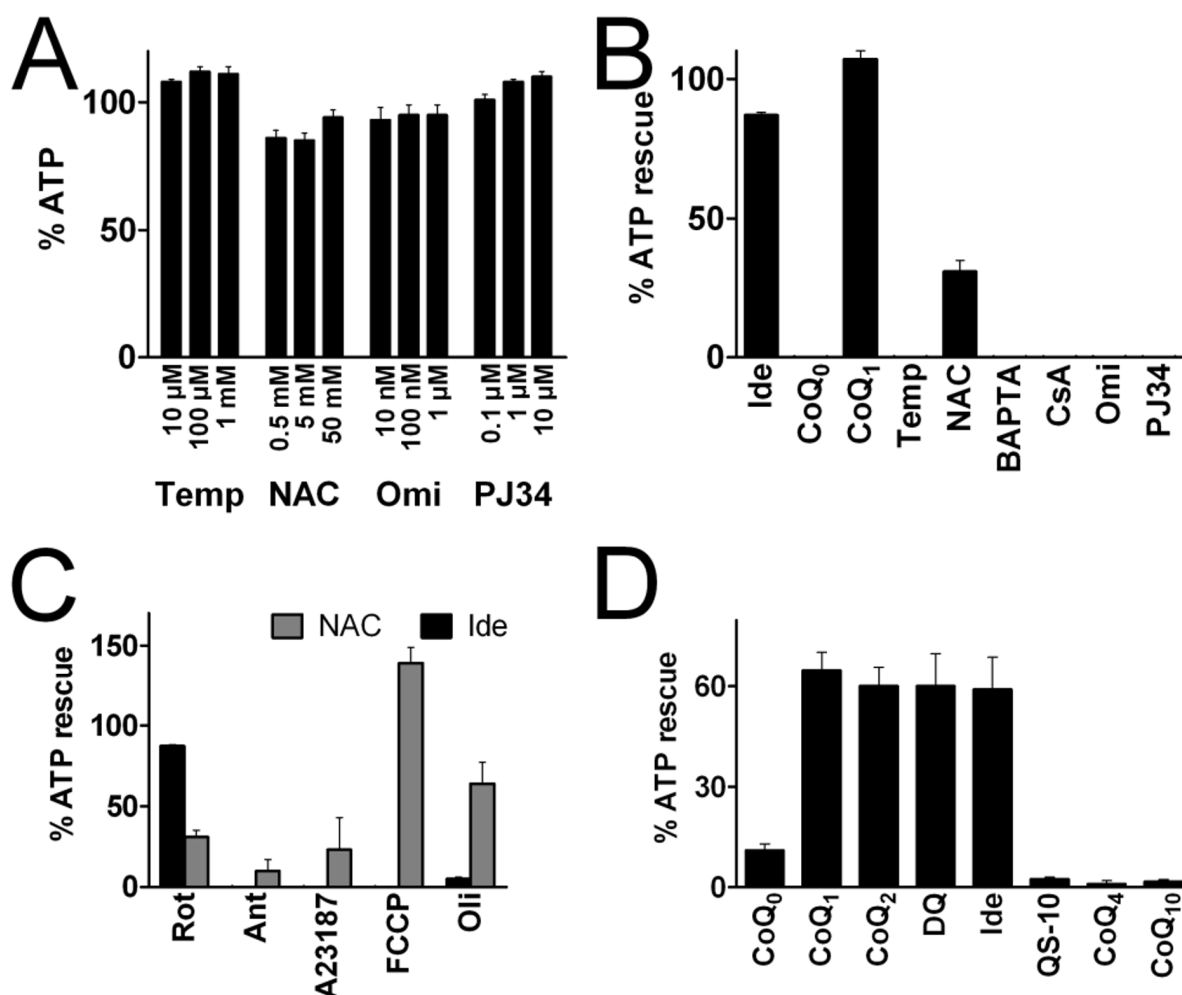 A
% ATP
100
50
0
10 µM
100 µM
1 mM
0.5 mM
5 mM
50 mM
10 nM
100 nM
1 µM
0.1 µM
1 µM
10 µM
Temp NAC Omi PJ34
B
% ATP rescue
100
50
0
Ide
CoQ0
CoQ1
Temp
NAC
BAPTA
CsA
Omi
PJ34
C
NAC Ide
% ATP rescue
150
100
50
0
Rot
Ant
A23187
FCCP
Oli
D
% ATP rescue
60
30
0
CoQ0
CoQ1
CoQ2
DQ
Ide
QS-10
CoQ4
CoQ10